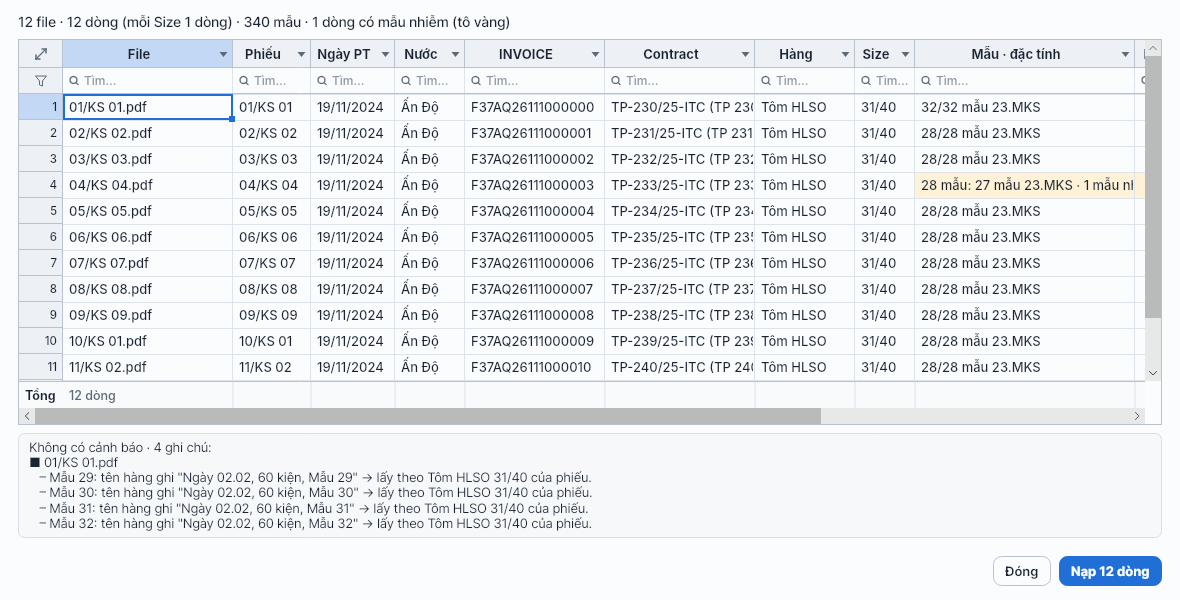 12 file · 12 dòng (mỗi Size 1 dòng) · 340 mẫu · 1 dòng có mẫu nhiễm (tô vàng)
File Phiếu Ngày PT Nước INVOICE Contract Hàng Size Mẫu · đặc tính
Tìm... Tìm... Tìm... Tìm... Tìm... Tìm... Tìm... Tìm... Tìm...
1 01/KS 01.pdf 01/KS 01 19/11/2024 Ấn Độ F37AQ26111000000 TP-230/25-ITC (TP 230 Tôm HLSO 31/40 32/32 mẫu 23.MKS
2 02/KS 02.pdf 02/KS 02 19/11/2024 Ấn Độ F37AQ26111000001 TP-231/25-ITC (TP 231 Tôm HLSO 31/40 28/28 mẫu 23.MKS
3 03/KS 03.pdf 03/KS 03 19/11/2024 Ấn Độ F37AQ26111000002 TP-232/25-ITC (TP 232 Tôm HLSO 31/40 28/28 mẫu 23.MKS
4 04/KS 04.pdf 04/KS 04 19/11/2024 Ấn Độ F37AQ26111000003 TP-233/25-ITC (TP 233 Tôm HLSO 31/40 28 mẫu: 27 mẫu 23.MKS · 1 mẫu
5 05/KS 05.pdf 05/KS 05 19/11/2024 Ấn Độ F37AQ26111000004 TP-234/25-ITC (TP 234 Tôm HLSO 31/40 28/28 mẫu 23.MKS
6 06/KS 06.pdf 06/KS 06 19/11/2024 Ấn Độ F37AQ26111000005 TP-235/25-ITC (TP 235 Tôm HLSO 31/40 28/28 mẫu 23.MKS
7 07/KS 07.pdf 07/KS 07 19/11/2024 Ấn Độ F37AQ26111000006 TP-236/25-ITC (TP 236 Tôm HLSO 31/40 28/28 mẫu 23.MKS
8 08/KS 08.pdf 08/KS 08 19/11/2024 Ấn Độ F37AQ26111000007 TP-237/25-ITC (TP 237 Tôm HLSO 31/40 28/28 mẫu 23.MKS
9 09/KS 09.pdf 09/KS 09 19/11/2024 Ấn Độ F37AQ26111000008 TP-238/25-ITC (TP 238 Tôm HLSO 31/40 28/28 mẫu 23.MKS
10 10/KS 01.pdf 10/KS 01 19/11/2024 Ấn Độ F37AQ26111000009 TP-239/25-ITC (TP 239 Tôm HLSO 31/40 28/28 mẫu 23.MKS
11 11/KS 02.pdf 11/KS 02 19/11/2024 Ấn Độ F37AQ26111000010 TP-240/25-ITC (TP 240 Tôm HLSO 31/40 28/28 mẫu 23.MKS
Tổng 12 dòng
Không có cảnh báo · 4 ghi chú:
■ 01/KS 01.pdf
– Mẫu 29: tên hàng ghi "Ngày 02.02, 60 kiện, Mẫu 29" → lấy theo Tôm HLSO 31/40 của phiếu.
– Mẫu 30: tên hàng ghi "Ngày 02.02, 60 kiện, Mẫu 30" → lấy theo Tôm HLSO 31/40 của phiếu.
– Mẫu 31: tên hàng ghi "Ngày 02.02, 60 kiện, Mẫu 31" → lấy theo Tôm HLSO 31/40 của phiếu.
– Mẫu 32: tên hàng ghi "Ngày 02.02, 60 kiện, Mẫu 32" → lấy theo Tôm HLSO 31/40 của phiếu.
Đóng Nạp 12 dòng